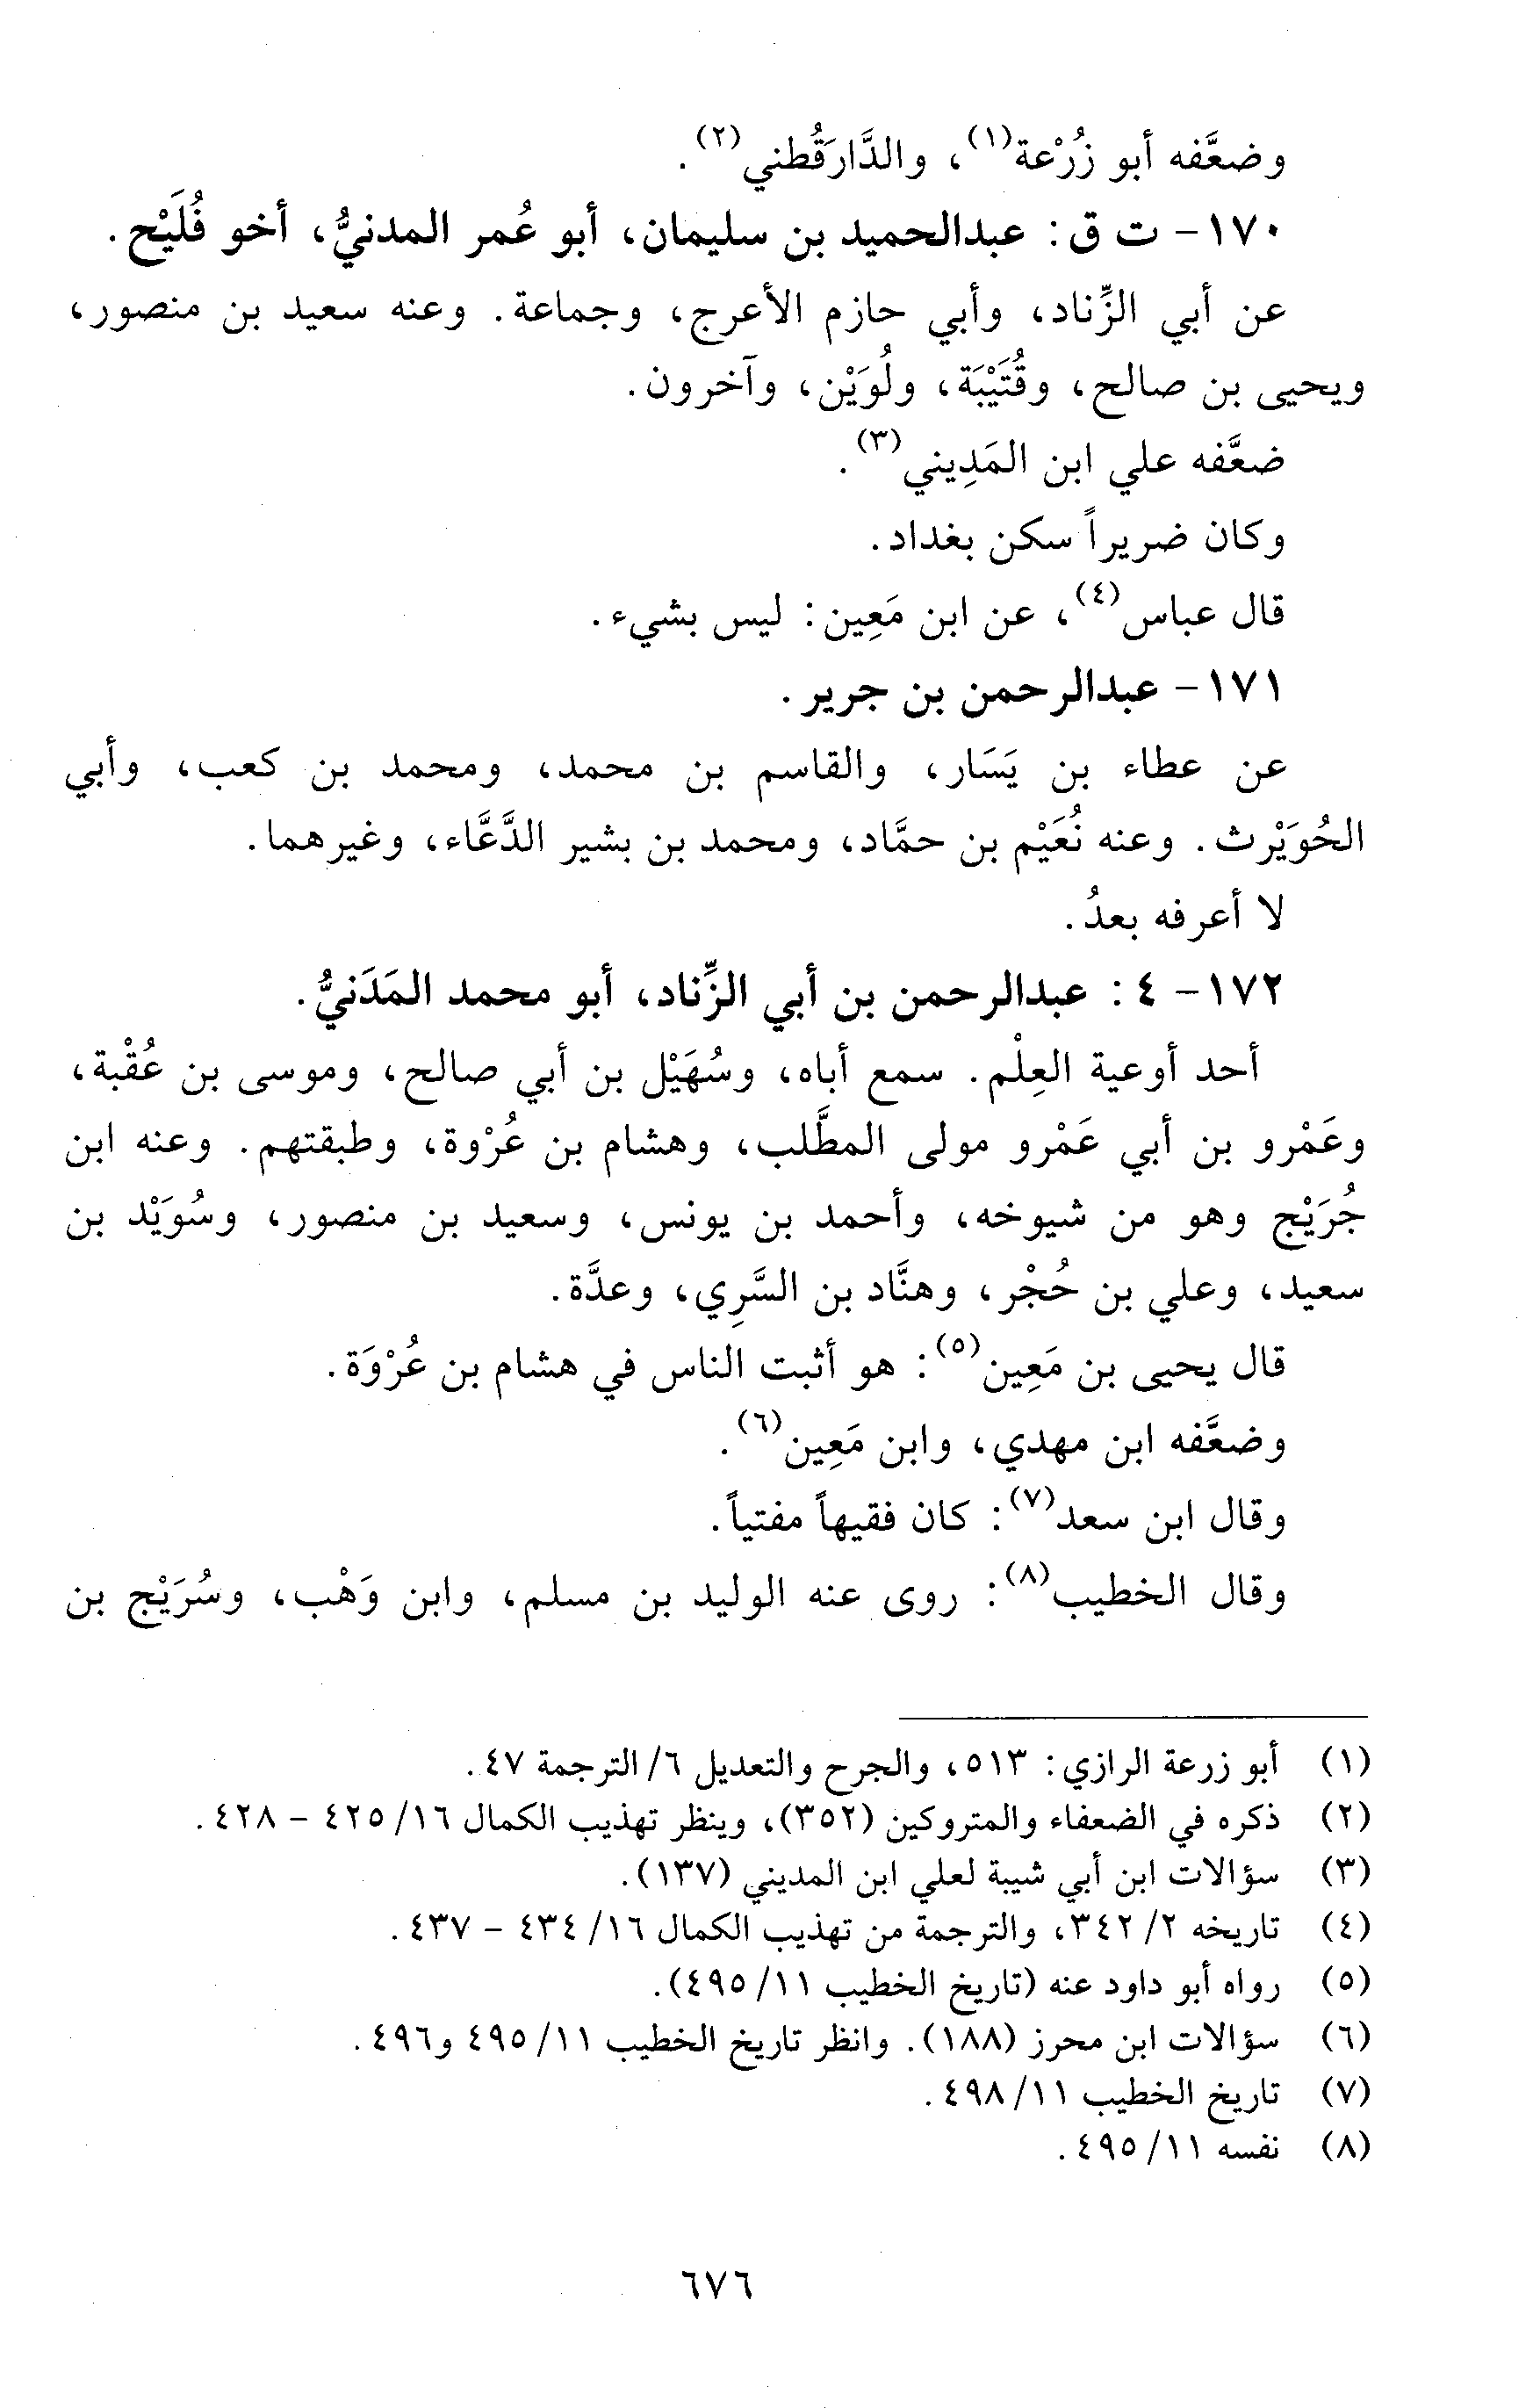 وضعَّفه أبو زُرْعة(١)، والدَّارَقُطني(٢).
١٧٠- ت ق: عبدالحميد بن سليمان، أبو عُمر المدنيُّ، أخو فُلَيْح.
عن أبي الزِّناد، وأبي حازم الأعرج، وجماعة. وعنه سعيد بن منصور،
ويحيى بن صالح، وقُتَيْبَة، ولُوَيْن، وآخرون.
ضعَّفه علي ابن المَدِيني(٣).
وكان ضريراً سكن بغداد.
قال عباس(٤)، عن ابن مَعِين: ليس بشيء.
١٧١- عبدالرحمن بن جرير.
عن عطاء بن يَسَار، والقاسم بن محمد، ومحمد بن كعب، وأبي
الحُوَيْرث. وعنه نُعَيْم بن حمَّاد، ومحمد بن بشير الدَّعَّاء، وغيرهما.
لا أعرفه بعدُ.
١٧٢- ٤: عبدالرحمن بن أبي الزِّناد، أبو محمد المَدَنيُّ.
أحد أوعية العِلْم. سمع أباه، وسُهَيْل بن أبي صالح، وموسى بن عُقْبة،
وعَمْرو بن أبي عَمْرو مولى المطَّلب، وهشام بن عُرْوة، وطبقتهم. وعنه ابن
جُرَيْج وهو من شيوخه، وأحمد بن يونس، وسعيد بن منصور، وسُوَيْد بن
سعيد، وعلي بن حُجْر، وهنَّاد بن السَّرِي، وعدَّة.
قال يحيى بن مَعِين(٥): هو أثبت الناس في هشام بن عُرْوَة.
وضعَّفه ابن مهدي، وابن مَعِين(٦).
وقال ابن سعد(٧): كان فقيهاً مفتياً.
وقال الخطيب(٨): روى عنه الوليد بن مسلم، وابن وَهْب، وسُرَيْج بن
(١) أبو زرعة الرازي: ٥١٣، والجرح والتعديل ٦/ الترجمة ٤٧.
(٢) ذكره في الضعفاء والمتروكين (٣٥٢)، وينظر تهذيب الكمال ١٦/ ٤٢٥ - ٤٢٨.
(٣) سؤالات ابن أبي شيبة لعلي ابن المديني (١٣٧).
(٤) تاريخه ٢/ ٣٤٢، والترجمة من تهذيب الكمال ١٦/ ٤٣٤ - ٤٣٧.
(٥) رواه أبو داود عنه (تاريخ الخطيب ١١/ ٤٩٥).
(٦) سؤالات ابن محرز (١٨٨). وانظر تاريخ الخطيب ١١/ ٤٩٥ و٤٩٦.
(٧) تاريخ الخطيب ١١/ ٤٩٨.
(٨) نفسه ١١/ ٤٩٥.
٦٧٦